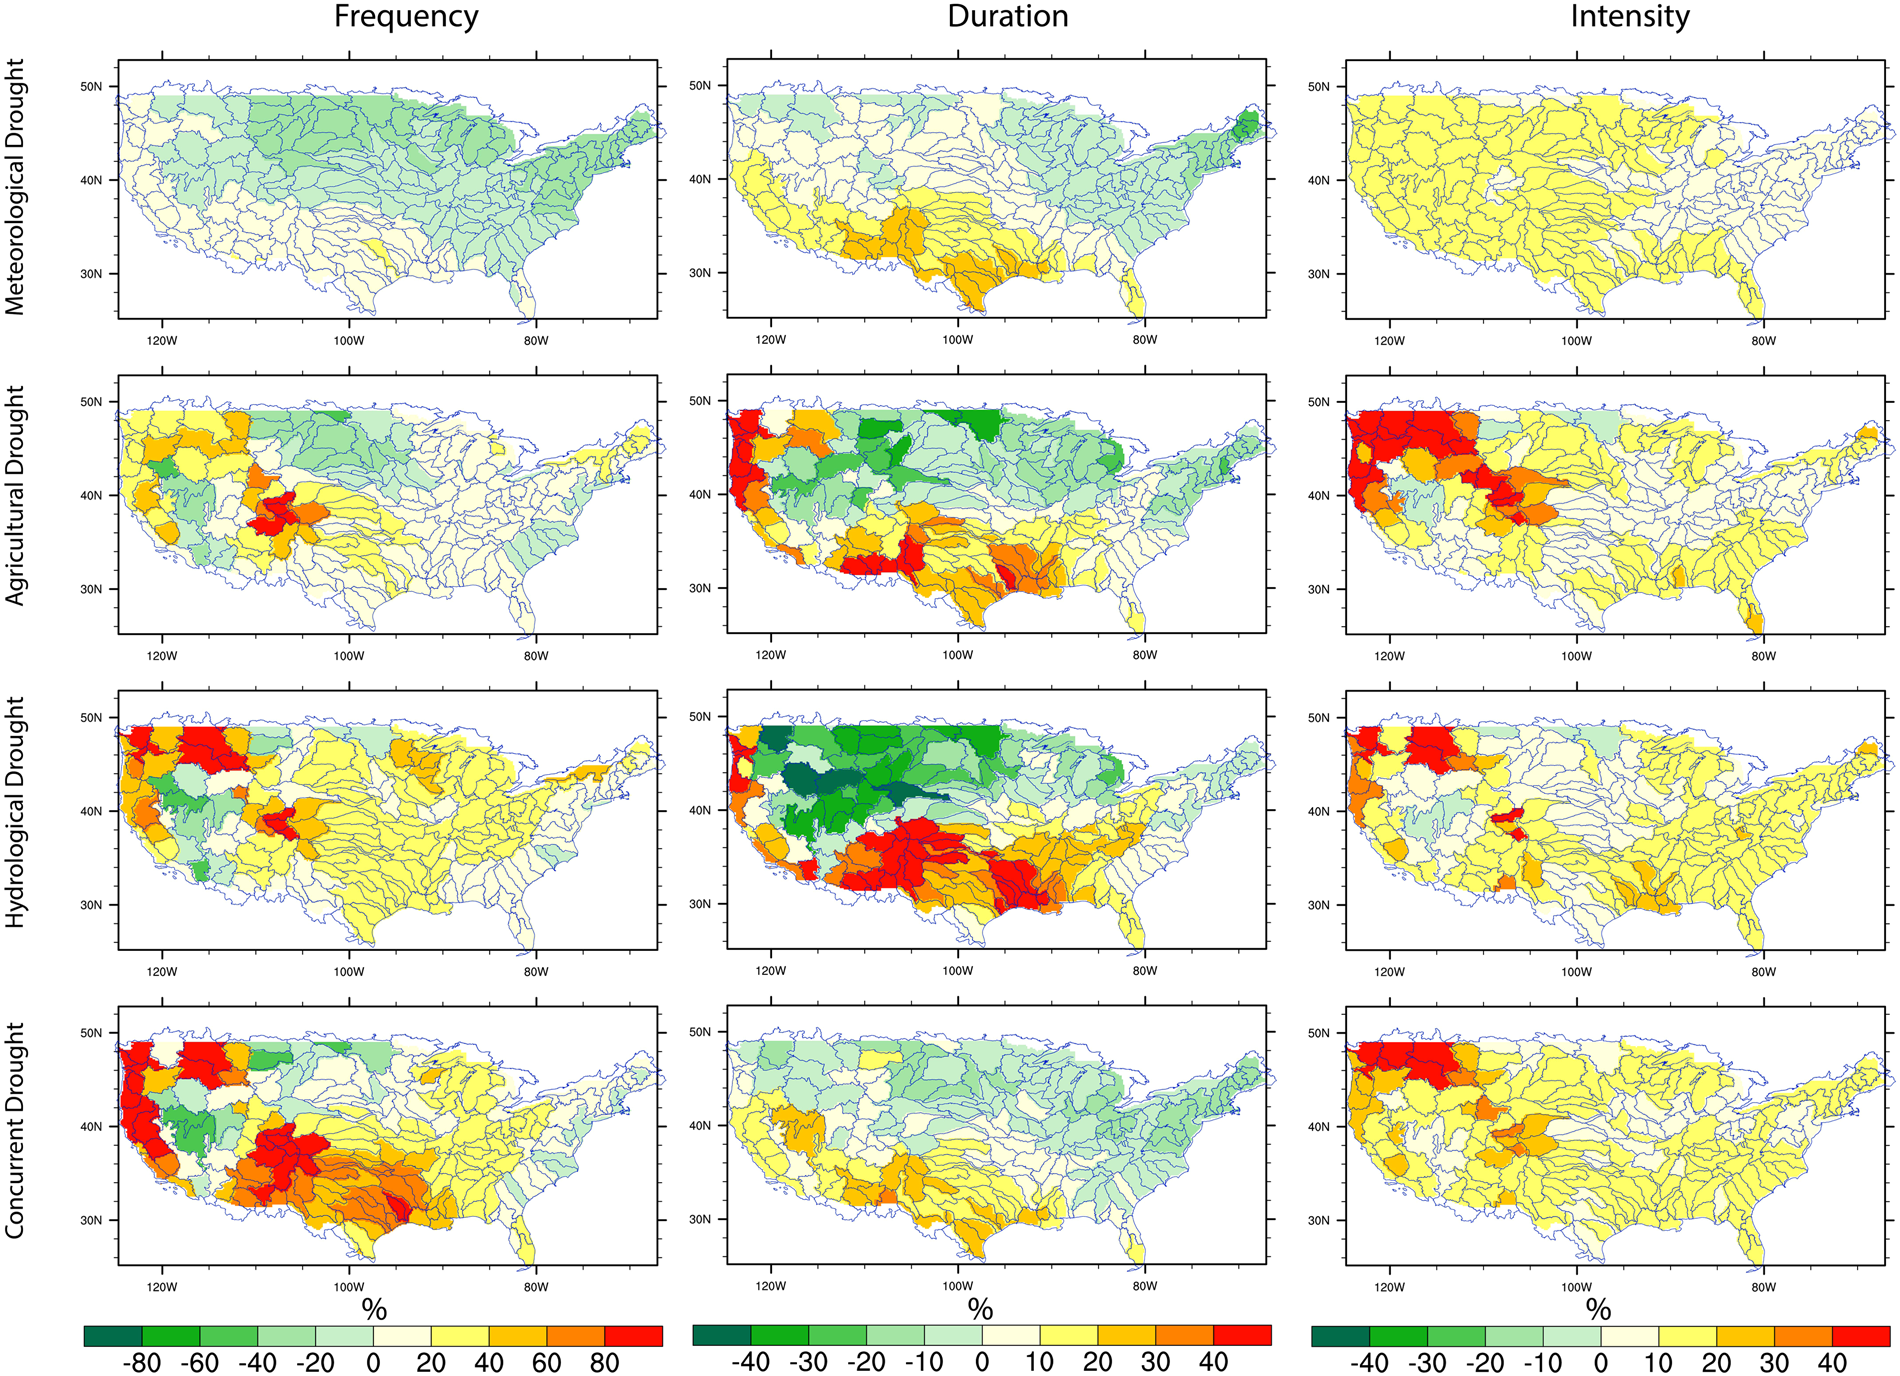 Frequency Duration Intensity
Meteorological Drought
50N 50N 50N
40N 40N 40N
30N 30N 30N
120W 100W 80W 120W 100W 80W 120W 100W 80W
Agricultural Drought
50N 50N 50N
40N 40N 40N
30N 30N 30N
120W 100W 80W 120W 100W 80W 120W 100W 80W
Hydrological Drought
50N 50N 50N
40N 40N 40N
30N 30N 30N
120W 100W 80W 120W 100W 80W 120W 100W 80W
Concurrent Drought
50N 50N 50N
40N 40N 40N
30N 30N 30N
120W 100W 80W 120W 100W 80W 120W 100W 80W
% % %
-80 -60 -40 -20 0 20 40 60 80 -40 -30 -20 -10 0 10 20 30 40 -40 -30 -20 -10 0 10 20 30 40